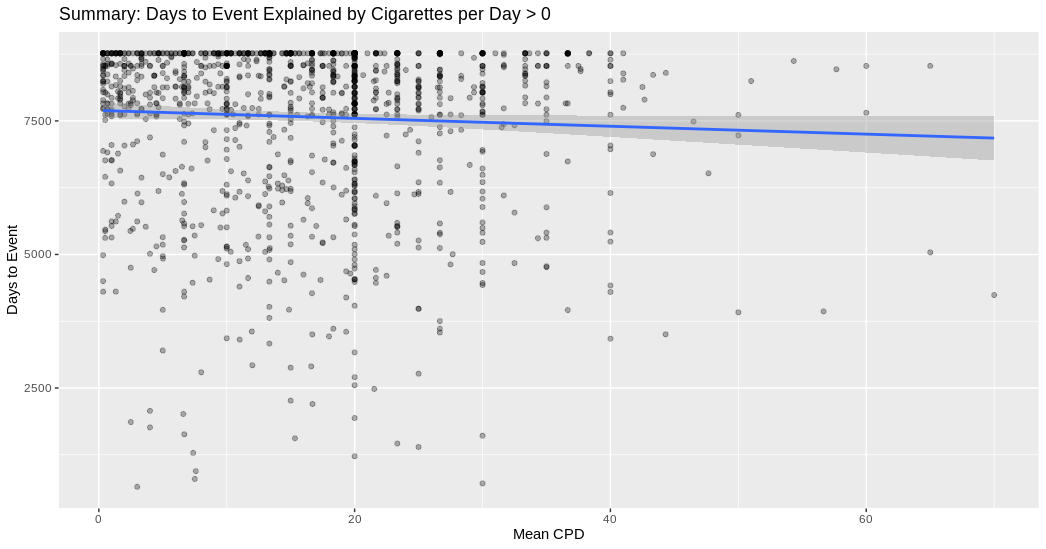 Summary: Days to Event Explained by Cigarettes per Day > 0
Days to Event
7500
5000
2500
0
20
40
60
Mean CPD